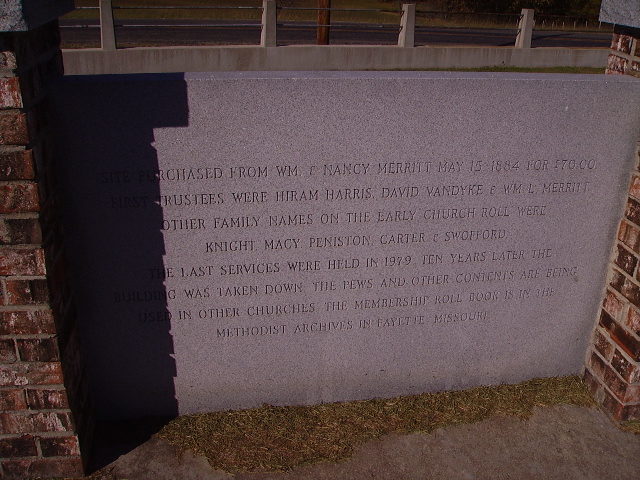 SITE PURCHASED FROM WM. & NANCY MERRITT MAY 15 1884 FOR $70.00
FIRST TRUSTEES WERE HIRAM HARRIS, DAVID VANDYKE & WM. L. MERRITT
OTHER FAMILY NAMES ON THE EARLY CHURCH ROLL WERE
KNIGHT, MACY, PENISTON, CARTER & SWOFFORD.
THE LAST SERVICES WERE HELD IN 1979. TEN YEARS LATER THE
BUILDING WAS TAKEN DOWN. THE PEWS AND OTHER CONTENTS ARE BEING
USED IN OTHER CHURCHES. THE MEMBERSHIP ROLL BOOK IS IN THE
METHODIST ARCHIVES IN FAYETTE, MISSOURI.